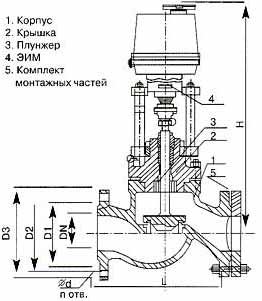 1. Корпус
2. Крышка
3. Плунжер
4. ЭИМ
5. Комплект
монтажных частей
4
H
3
2
1
5
D3
D2
D1
DN
d
n отв.
L